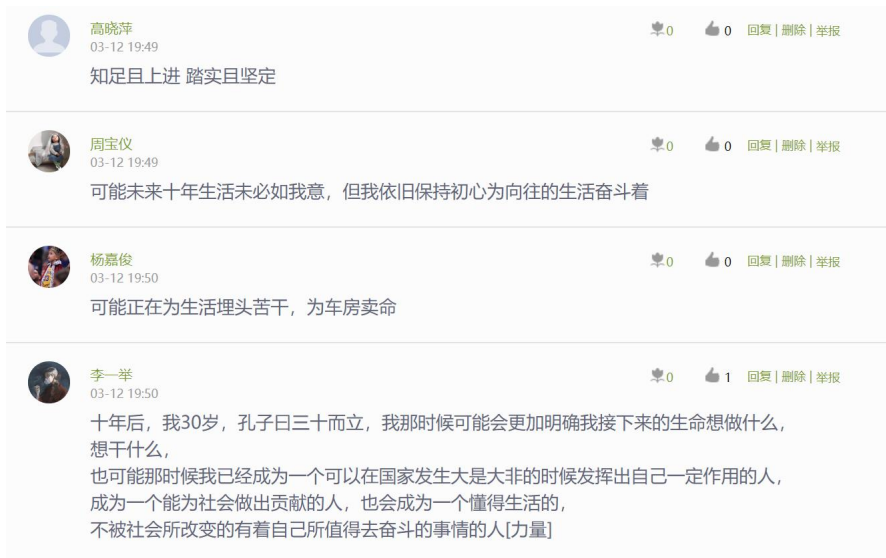 高晓萍
0 0 回复 | 删除 | 举报
03-12 19:49
知足且上进 踏实且坚定
周宝仪
0 0 回复 | 删除 | 举报
03-12 19:49
可能未来十年生活未必如我意，但我依旧保持初心为向往的生活奋斗着
杨嘉俊
0 0 回复 | 删除 | 举报
03-12 19:50
可能正在为生活埋头苦干，为车房卖命
李一举
0 1 回复 | 删除 | 举报
03-12 19:50
十年后，我30岁，孔子曰三十而立，我那时候可能会更加明确我接下来的生命想做什么，
想干什么，
也可能那时候我已经成为一个可以在国家发生大是大非的时候发挥出自己一定作用的人，
成为一个能为社会做出贡献的人，也会成为一个懂得生活的，
不被社会所改变的有着自己所值得去奋斗的事情的人[力量]